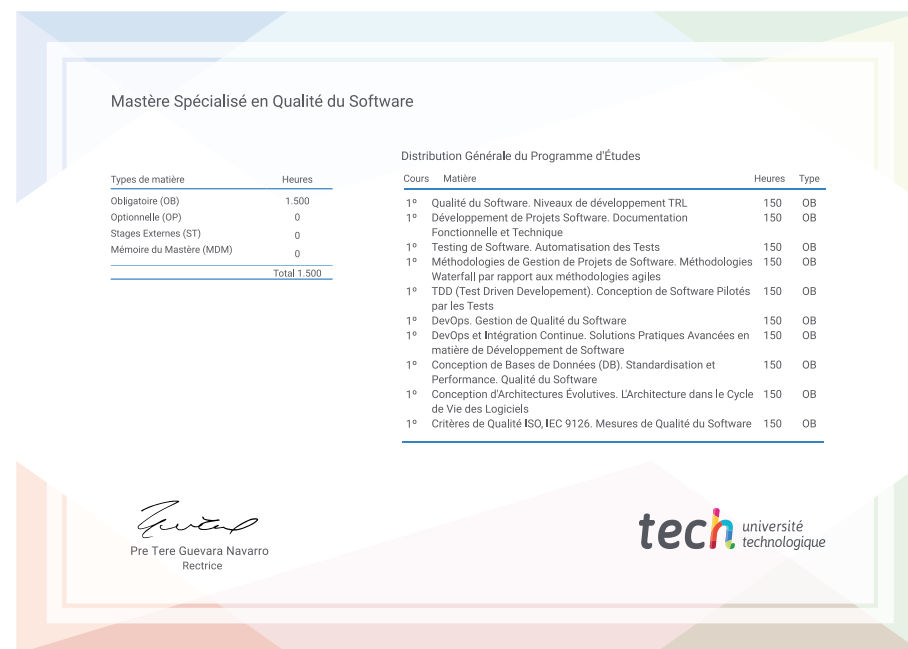 Mastère Spécialisé en Qualité du Software
Types de matière Heures
Obligatoire (OB) 1.500
Optionnelle (OP) 0
Stages Externes (ST) 0
Mémoire du Mastère (MDM) 0
Total 1.500
Distribution Générale du Programme d'Études
Cours Matière Heures Type
1º Qualité du Software. Niveaux de développement TRL 150 OB
1º Développement de Projets Software. Documentation 150 OB
Fonctionnelle et Technique
1º Testing de Software. Automatisation des Tests 150 OB
1º Méthodologies de Gestion de Projets de Software. Méthodologies 150 OB
Waterfall par rapport aux méthodologies agiles
1º TDD (Test Driven Developement). Conception de Software Pilotés 150 OB
par les Tests
1º DevOps. Gestion de Qualité du Software 150 OB
1º DevOps et Intégration Continue. Solutions Pratiques Avancées en 150 OB
matière de Développement de Software
1º Conception de Bases de Données (DB). Standardisation et 150 OB
Performance. Qualité du Software
1º Conception d'Architectures Évolutives. L'Architecture dans le Cycle 150 OB
de Vie des Logiciels
1º Critères de Qualité ISO, IEC 9126. Mesures de Qualité du Software 150 OB
Pre Tere Guevara Navarro
Rectrice
tech université
technologique